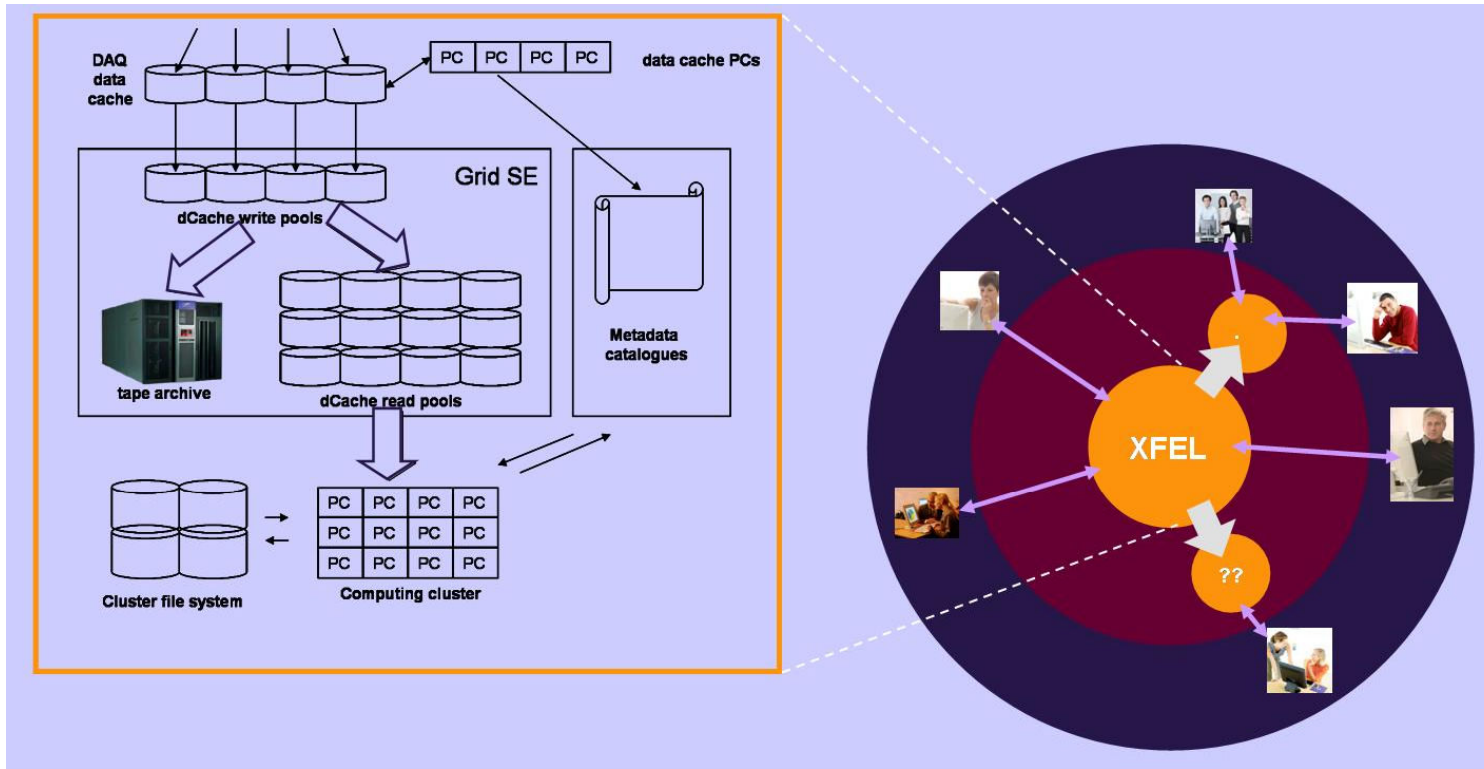 DAQ
data
cache
PC PC PC PC
data cache PCs
Grid SE
dCache write pools
tape archive
dCache read pools
Metadata
catalogues
PC PC PC PC
PC PC PC PC
PC PC PC PC
Cluster file system
Computing cluster
.
XFEL
??